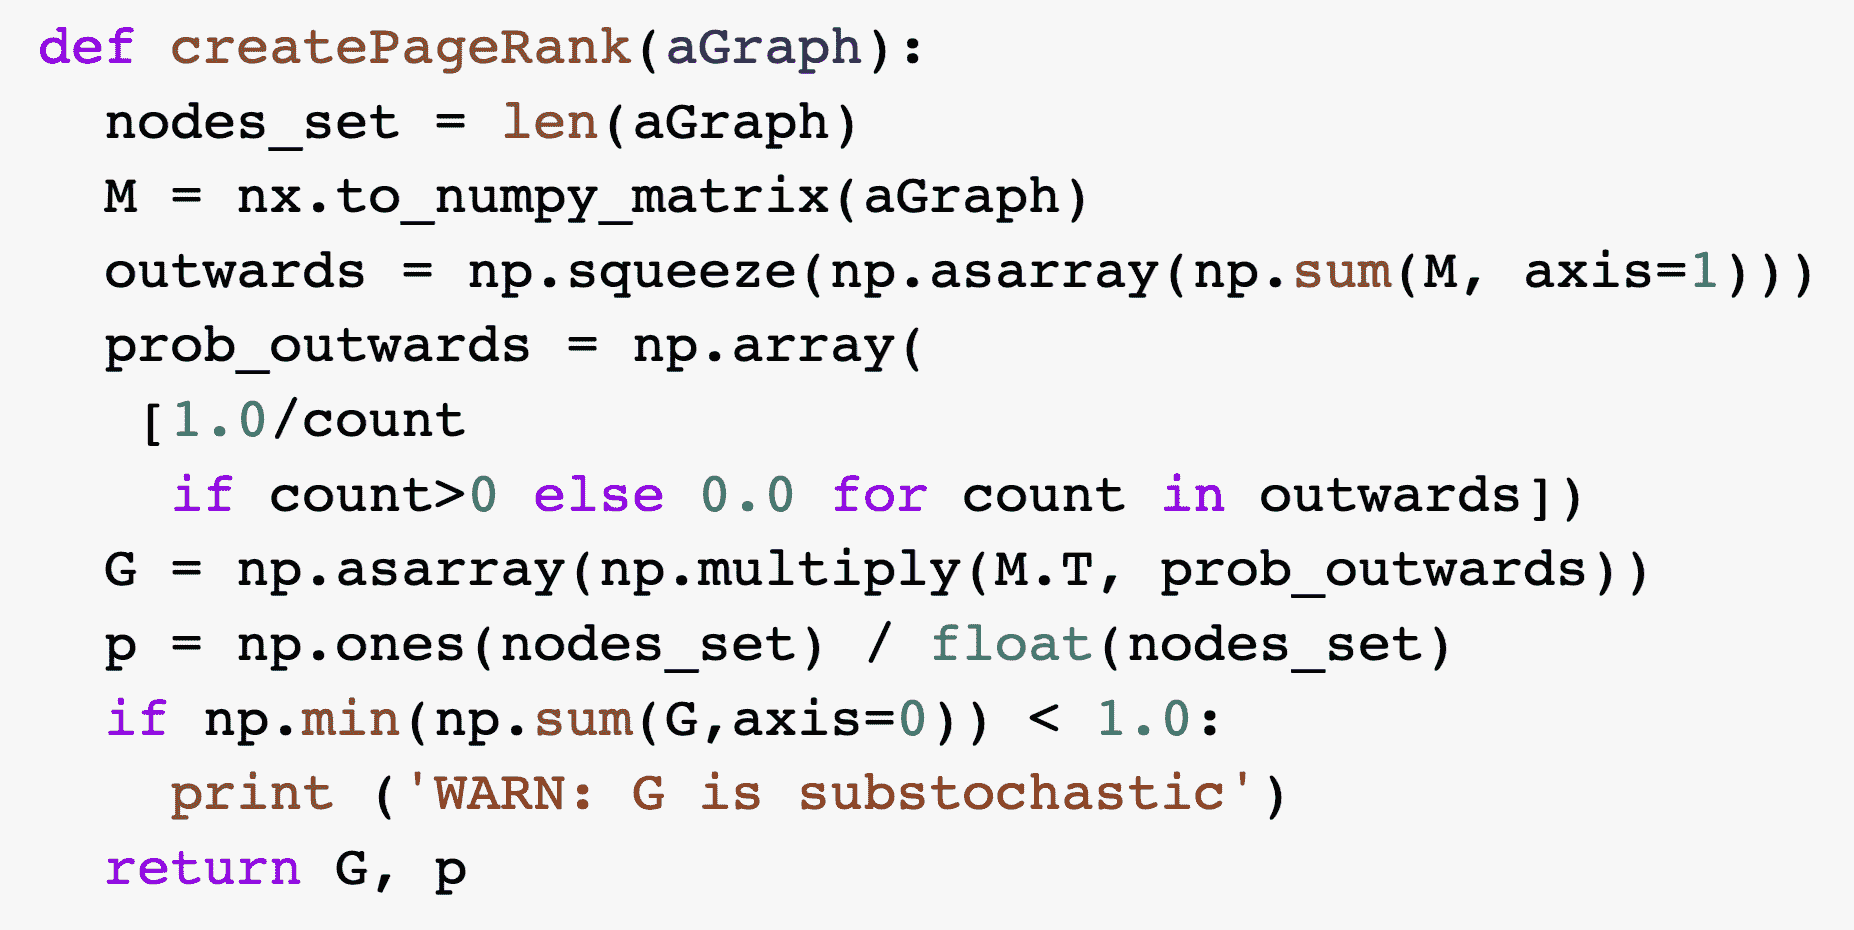 def createPageRank(aGraph):
  nodes_set = len(aGraph)
  M = nx.to_numpy_matrix(aGraph)
  outwards = np.squeeze(np.asarray(np.sum(M, axis=1)))
  prob_outwards = np.array(
   [1.0/count
    if count>0 else 0.0 for count in outwards])
  G = np.asarray(np.multiply(M.T, prob_outwards))
  p = np.ones(nodes_set) / float(nodes_set)
  if np.min(np.sum(G,axis=0)) < 1.0:
    print ('WARN: G is substochastic')
  return G, p